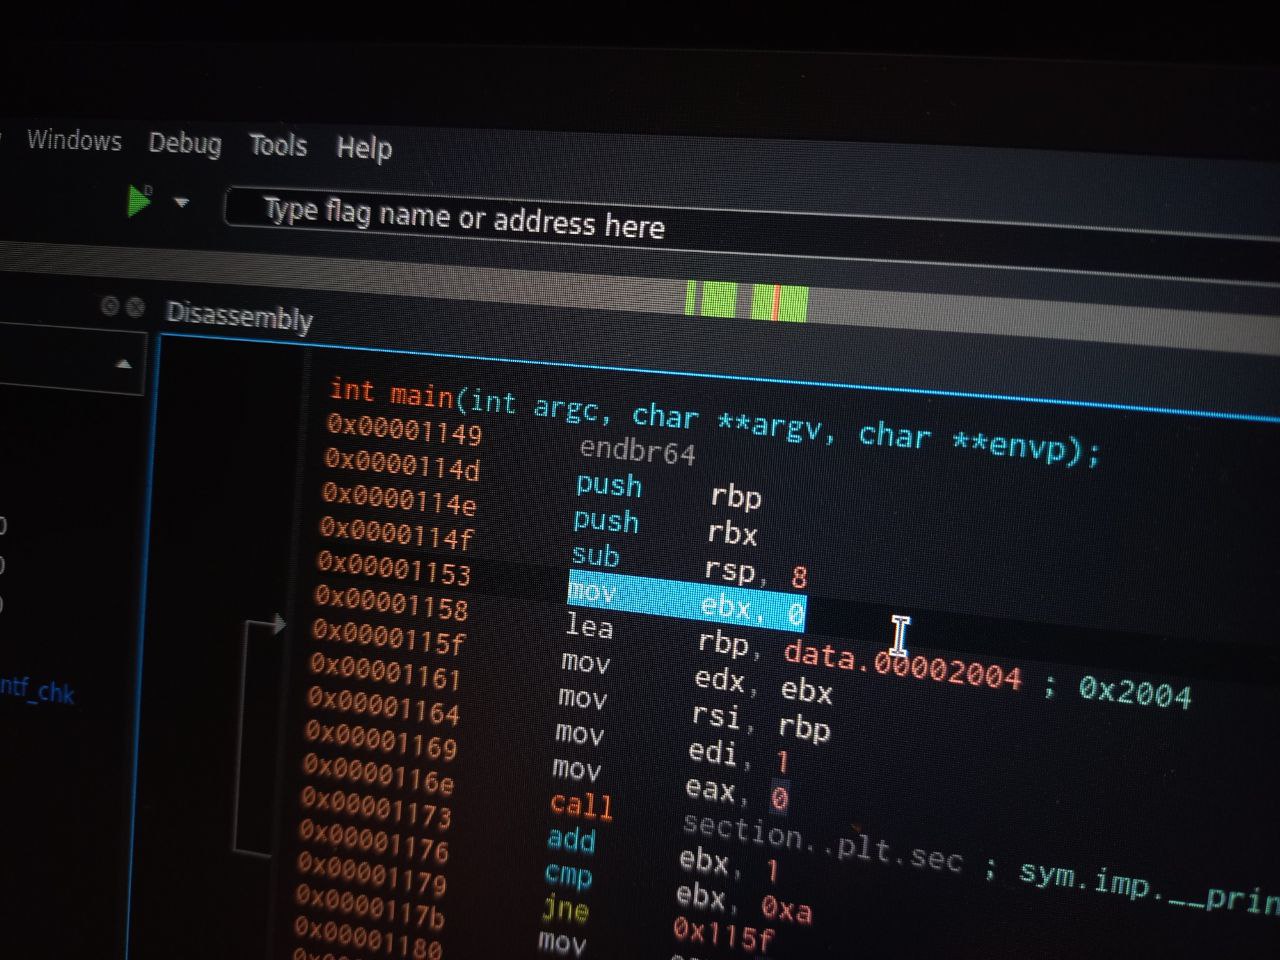 Windows Debug Tools Help
D
Type flag name or address here
Disassembly
int main(int argc, char **argv, char **envp);
0x00001149 endbr64
0x0000114d push rbp
0x0000114e push rbx
0x0000114f sub rsp, 8
0x00001153 mov ebx, 0
0x00001158 lea rbp, data.00002004 ; 0x2004
0x0000115f mov edx, ebx
0x00001161 mov rsi, rbp
0x00001164 mov edi, 1
0x00001169 mov eax, 0
0x0000116e call section..plt.sec ; sym.imp.__prin
0x00001173 add ebx, 1
0x00001176 cmp ebx, 0xa
0x00001179 jne 0x115f
0x0000117b mov
0x00001180
0
0
0
ntf_chk